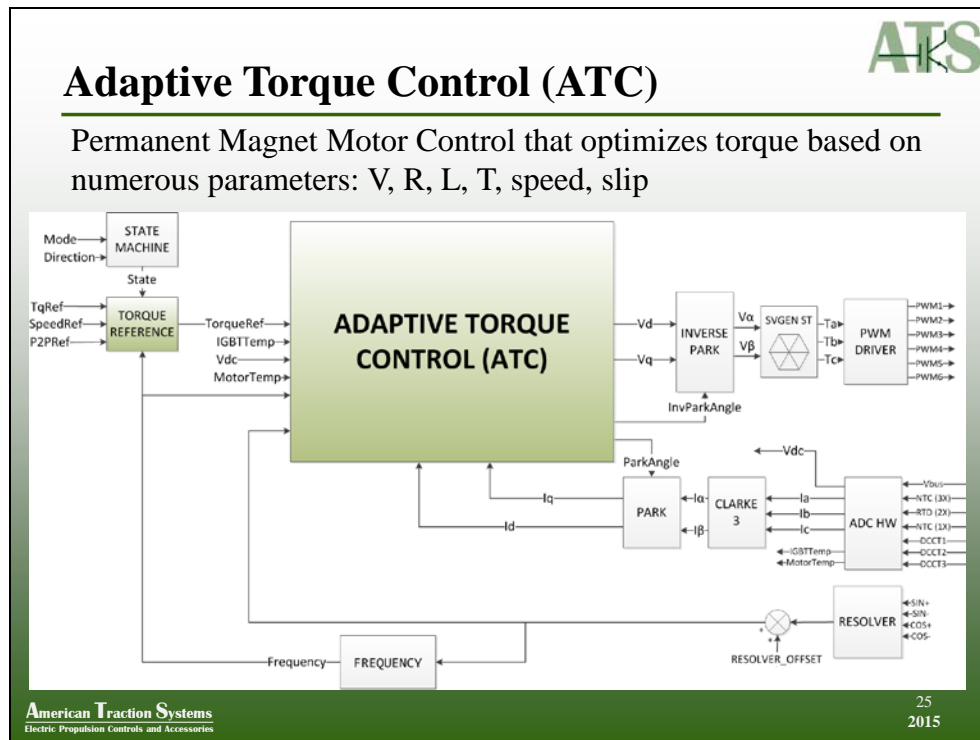 ATS
Adaptive Torque Control (ATC)
Permanent Magnet Motor Control that optimizes torque based on
numerous parameters: V, R, L, T, speed, slip
Mode
Direction
STATE
MACHINE
State
TqRef
SpeedRef
P2PRef
TORQUE
REFERENCE
TorqueRef
IGBTTemp
Vdc
MotorTemp
ADAPTIVE TORQUE
CONTROL (ATC)
Vd
Vq
INVERSE
PARK
Vα
Vβ
SVGEN ST
Ta
Tb
Tc
PWM
DRIVER
PWM1
PWM2
PWM3
PWM4
PWM5
PWM6
InvParkAngle
ParkAngle
Iq
Id
PARK
Iα
Iβ
CLARKE
3
Vdc
Ia
Ib
Ic
IGBTTemp
MotorTemp
ADC HW
Vbus
NTC (3X)
RTD (2X)
NTC (1X)
DCCT1
DCCT2
DCCT3
RESOLVER
SIN+
SIN-
COS+
COS-
+
+
RESOLVER_OFFSET
Frequency
FREQUENCY
American Traction Systems
Electric Propulsion Controls and Accessories
25
2015